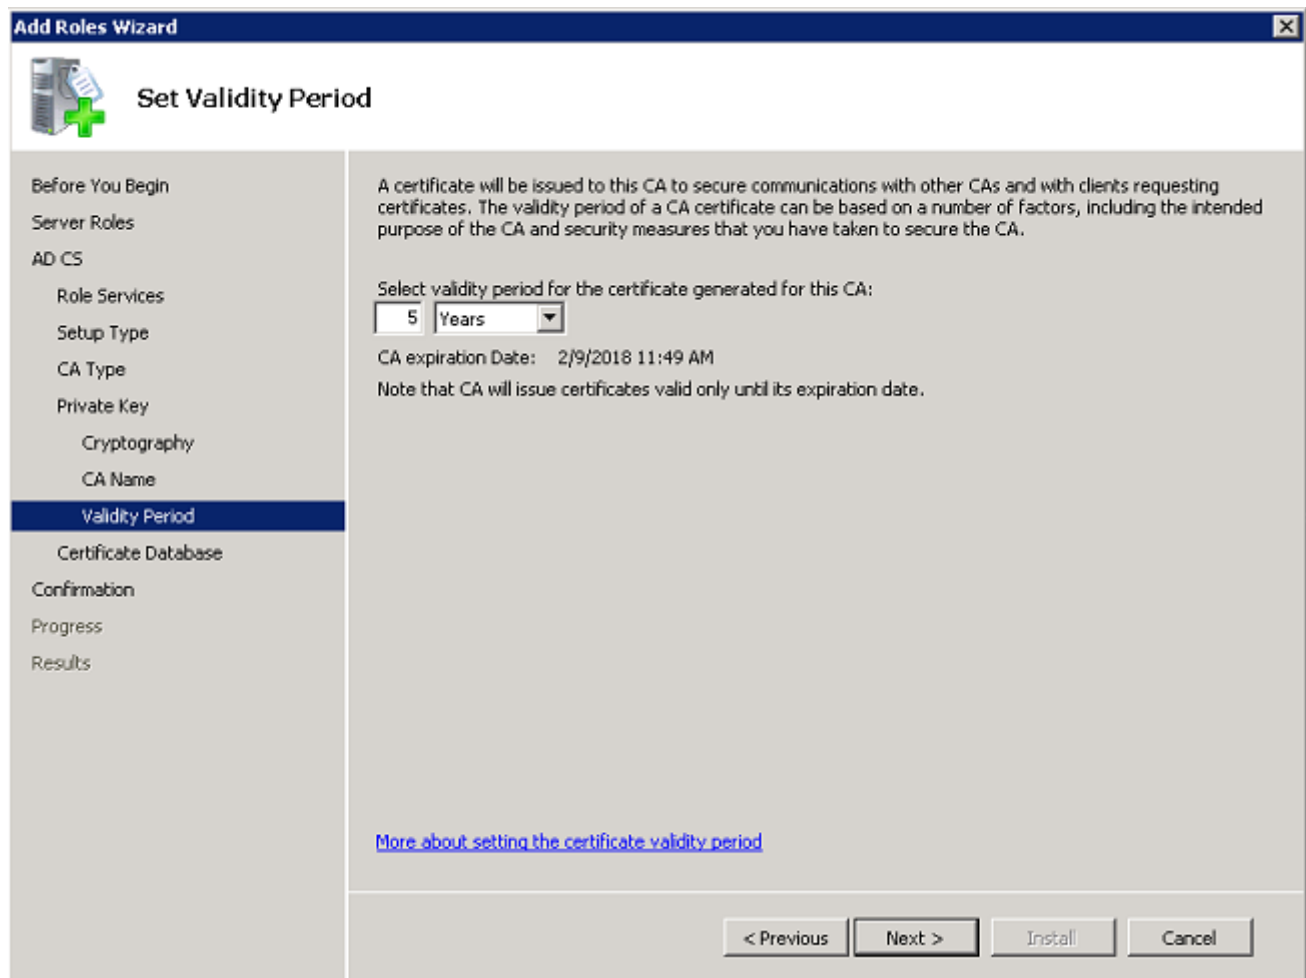 Add Roles Wizard
Set Validity Period
Before You Begin
Server Roles
AD CS
Role Services
Setup Type
CA Type
Private Key
Cryptography
CA Name
Validity Period
Certificate Database
Confirmation
Progress
Results
A certificate will be issued to this CA to secure communications with other CAs and with clients requesting
certificates. The validity period of a CA certificate can be based on a number of factors, including the intended
purpose of the CA and security measures that you have taken to secure the CA.
Select validity period for the certificate generated for this CA:
5 Years
CA expiration Date: 2/9/2018 11:49 AM
Note that CA will issue certificates valid only until its expiration date.
More about setting the certificate validity period
< Previous Next > Install Cancel